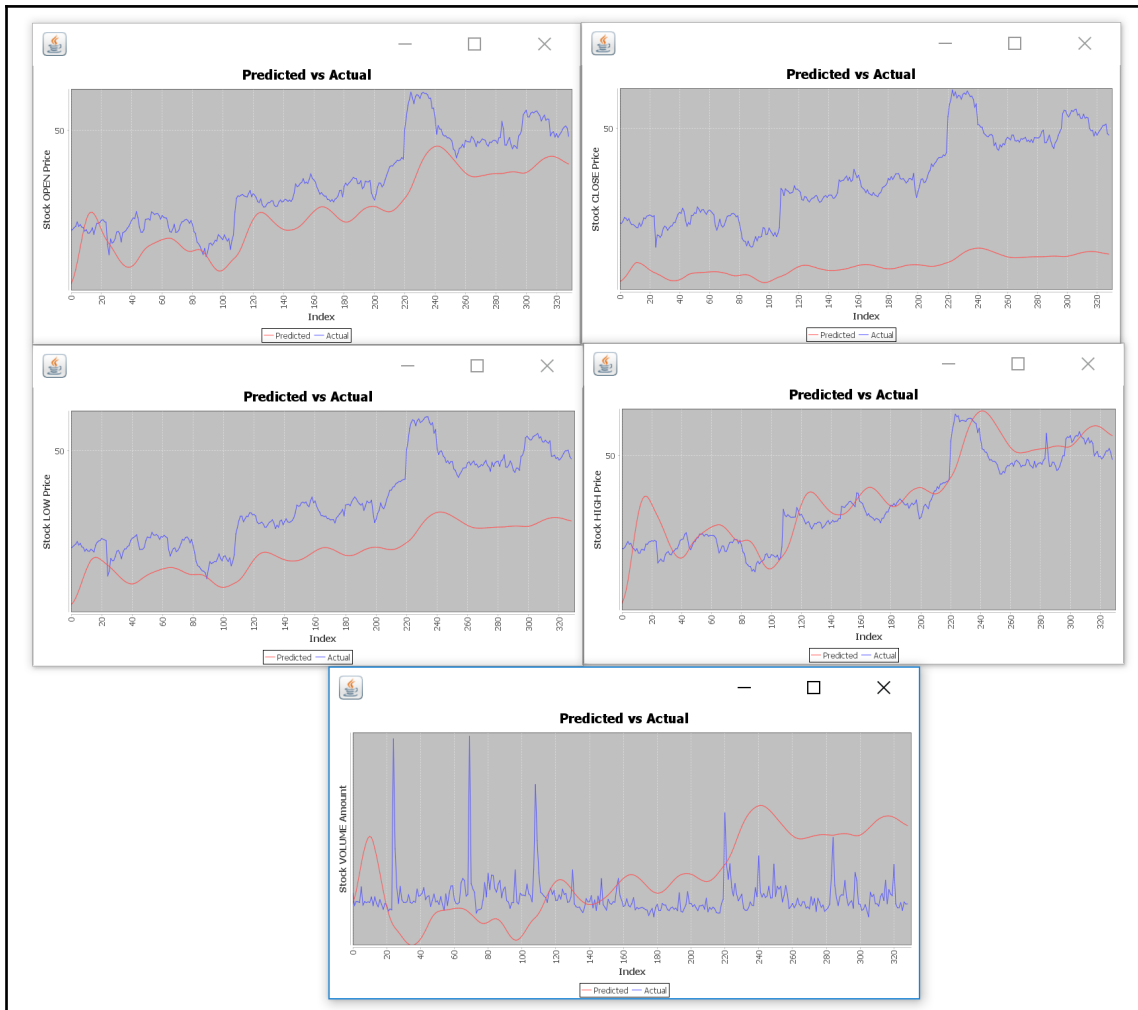 Predicted vs Actual
Stock OPEN Price
50
0 20 40 60 80 100 120 140 160 180 200 220 240 260 280 300 320
Index
Predicted Actual
Predicted vs Actual
Stock CLOSE Price
50
0 20 40 60 80 100 120 140 160 180 200 220 240 260 280 300 320
Index
Predicted Actual
Predicted vs Actual
Stock LOW Price
50
0 20 40 60 80 100 120 140 160 180 200 220 240 260 280 300 320
Index
Predicted Actual
Predicted vs Actual
Stock HIGH Price
50
0 20 40 60 80 100 120 140 160 180 200 220 240 260 280 300 320
Index
Predicted Actual
Predicted vs Actual
Stock VOLUME Amount
0 20 40 60 80 100 120 140 160 180 200 220 240 260 280 300 320
Index
Predicted Actual